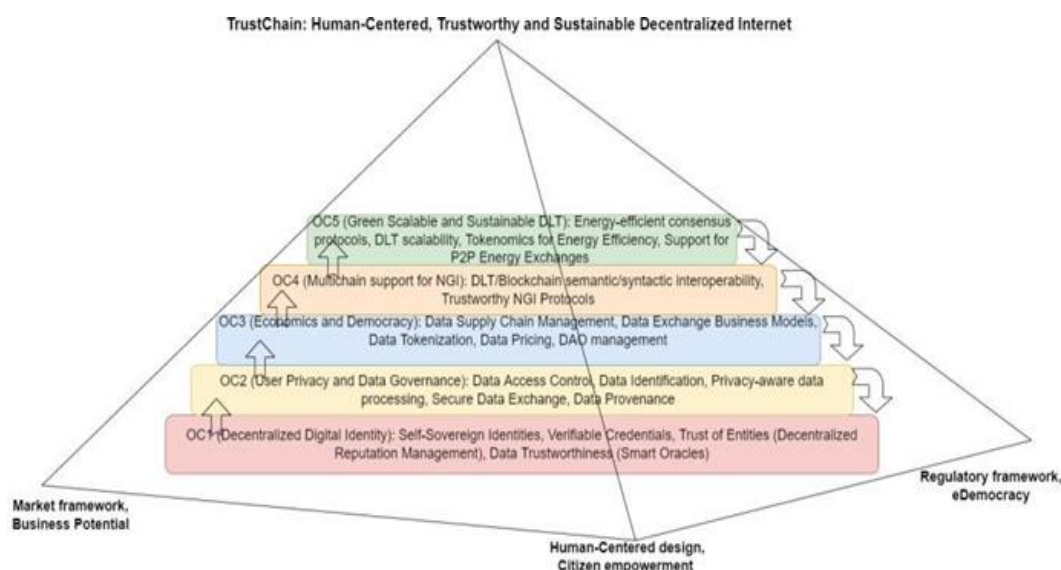 TrustChain: Human-Centered, Trustworthy and Sustainable Decentralized Internet
OC5 (Green Scalable and Sustainable DLT): Energy-efficient consensus
protocols, DLT scalability, Tokenomics for Energy Efficiency, Support for
P2P Energy Exchanges
OC4 (Multichain support for NGI): DLT/Blockchain semantic/syntactic interoperability,
Trustworthy NGI Protocols
OC3 (Economics and Democracy): Data Supply Chain Management, Data Exchange Business Models,
Data Tokenization, Data Pricing, DAO management
OC2 (User Privacy and Data Governance): Data Access Control, Data Identification, Privacy-aware data
processing, Secure Data Exchange, Data Provenance
OC1 (Decentralized Digital Identity): Self-Sovereign Identities, Verifiable Credentials, Trust of Entities (Decentralized
Reputation Management), Data Trustworthiness (Smart Oracles)
Market framework,
Business Potential
Regulatory framework,
eDemocracy
Human-Centered design,
Citizen empowerment